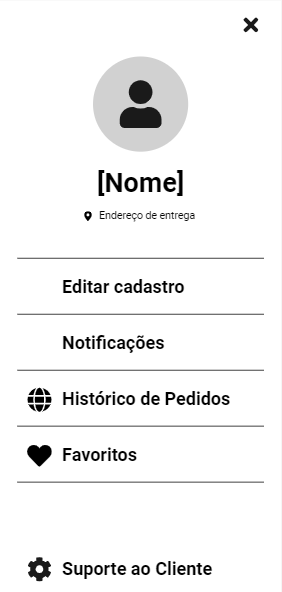 [Nome]
Endereço de entrega
Editar cadastro
Notificações
Histórico de Pedidos
Favoritos
Suporte ao Cliente